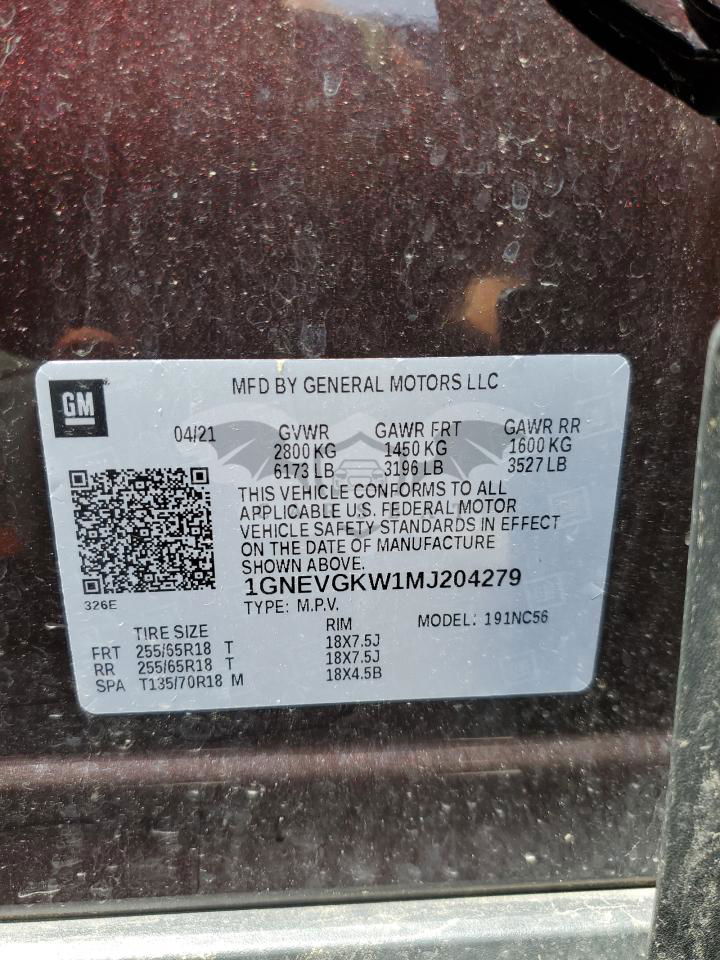 GM
MFD BY GENERAL MOTORS LLC
04/21 GVWR GAWR FRT GAWR RR
2800 KG 1450 KG 1600 KG
6173 LB 3196 LB 3527 LB
THIS VEHICLE CONFORMS TO ALL
APPLICABLE U.S. FEDERAL MOTOR
VEHICLE SAFETY STANDARDS IN EFFECT
ON THE DATE OF MANUFACTURE
SHOWN ABOVE.
326E
1GNEVGKW1MJ204279
TYPE: M.P.V. MODEL: 191NC56
TIRE SIZE RIM
FRT 255/65R18 T 18X7.5J
RR 255/65R18 T 18X7.5J
SPA T135/70R18 M 18X4.5B